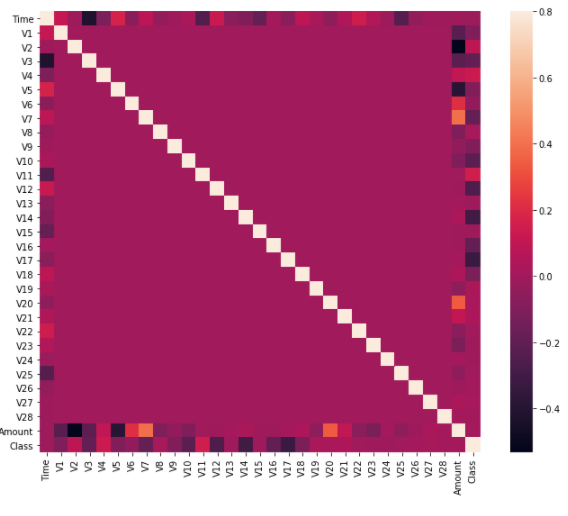 Time
V1
V2
V3
V4
V5
V6
V7
V8
V9
V10
V11
V12
V13
V14
V15
V16
V17
V18
V19
V20
V21
V22
V23
V24
V25
V26
V27
V28
Amount
Class
Time V1 V2 V3 V4 V5 V6 V7 V8 V9 V10 V11 V12 V13 V14 V15 V16 V17 V18 V19 V20 V21 V22 V23 V24 V25 V26 V27 V28 Amount Class
0.8
0.6
0.4
0.2
0.0
−0.2
−0.4